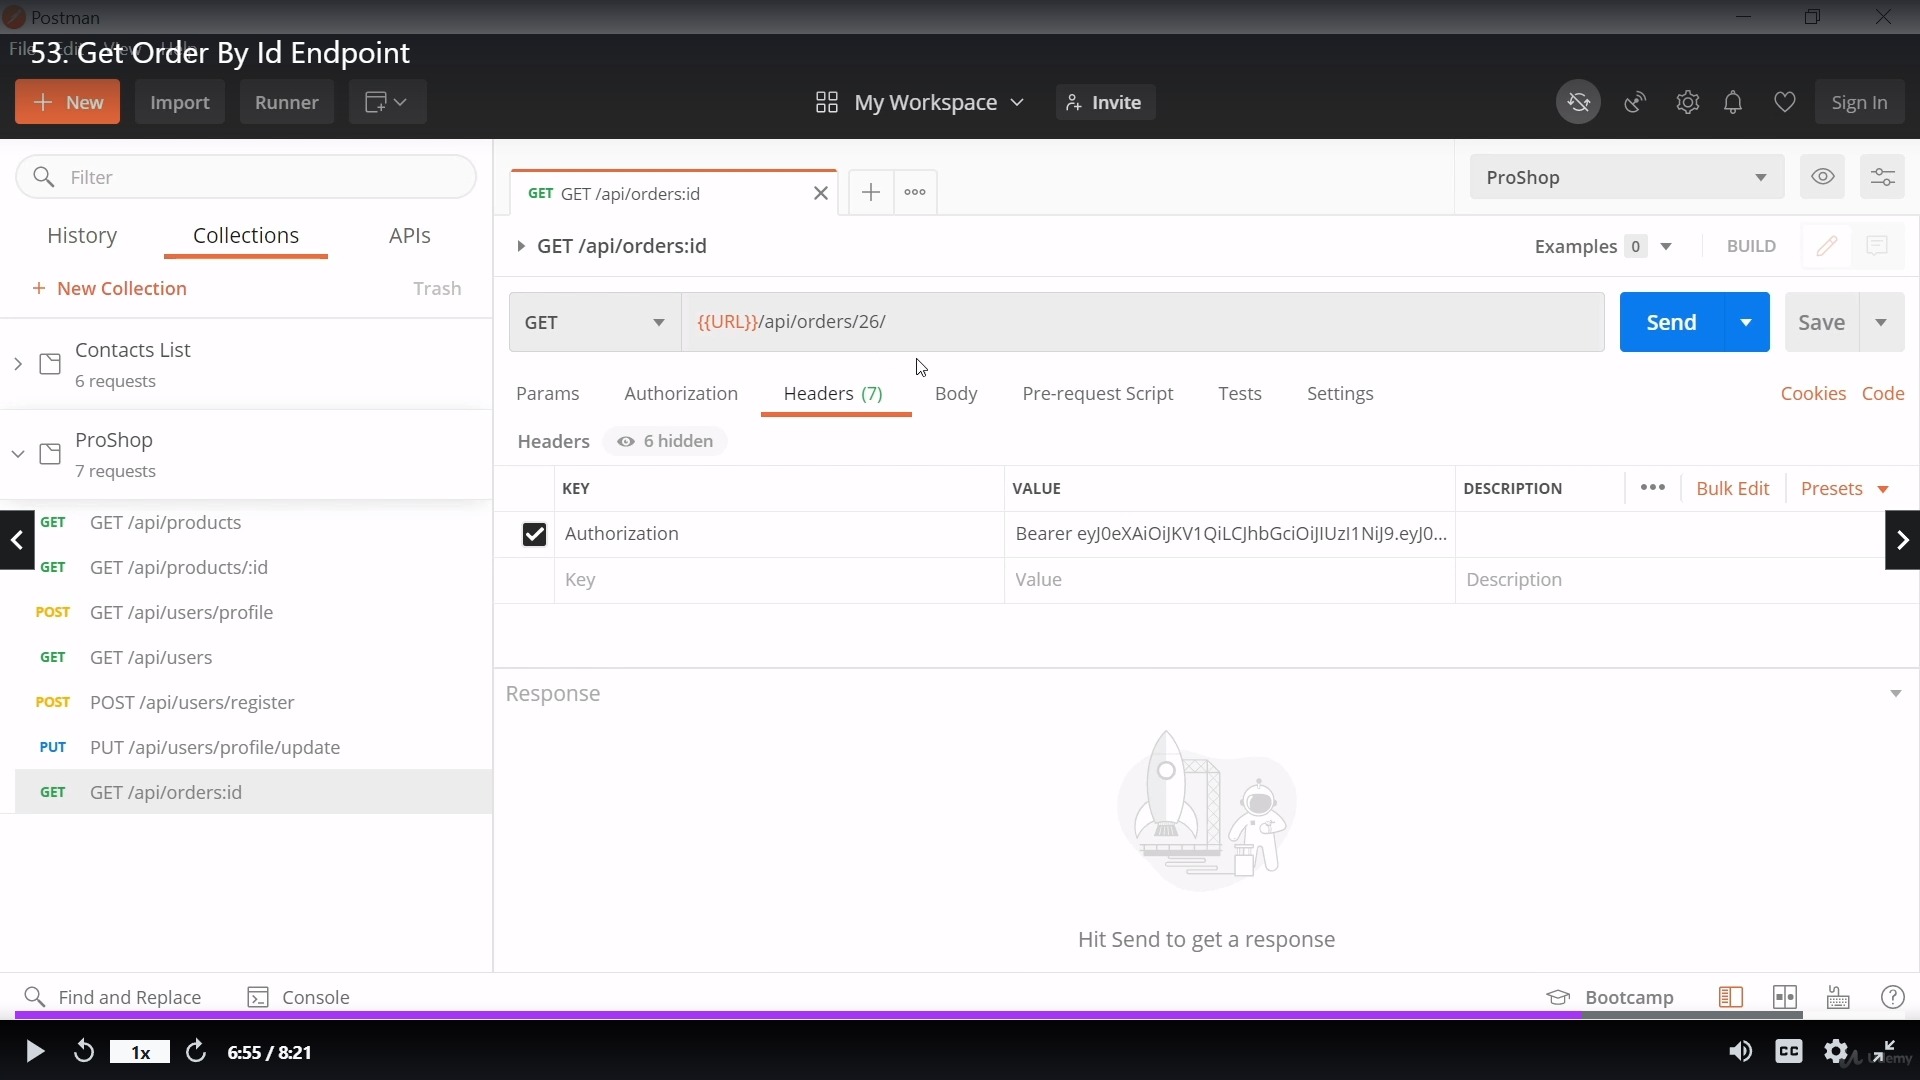 Postman
File Edit View Help
53. Get Order By Id Endpoint
New
Import
Runner
My Workspace
Invite
Sign In
Filter
History
Collections
APIs
+ New Collection
Trash
Contacts List
6 requests
ProShop
7 requests
GET GET /api/products
GET GET /api/products/:id
POST GET /api/users/profile
GET GET /api/users
POST POST /api/users/register
PUT PUT /api/users/profile/update
GET GET /api/orders:id
GET GET /api/orders:id
ProShop
GET /api/orders:id
Examples 0
BUILD
GET
{{URL}}/api/orders/26/
Send
Save
Params
Authorization
Headers (7)
Body
Pre-request Script
Tests
Settings
Cookies
Code
Headers
6 hidden
KEY
VALUE
DESCRIPTION
Bulk Edit
Presets
Authorization
Bearer eyJ0eXAiOiJKV1QiLCJhbGciOiJIUzI1NiJ9.eyJ0...
Key
Value
Description
Response
Hit Send to get a response
Find and Replace
Console
Bootcamp
1x
6:55 / 8:21
CC
Udemy